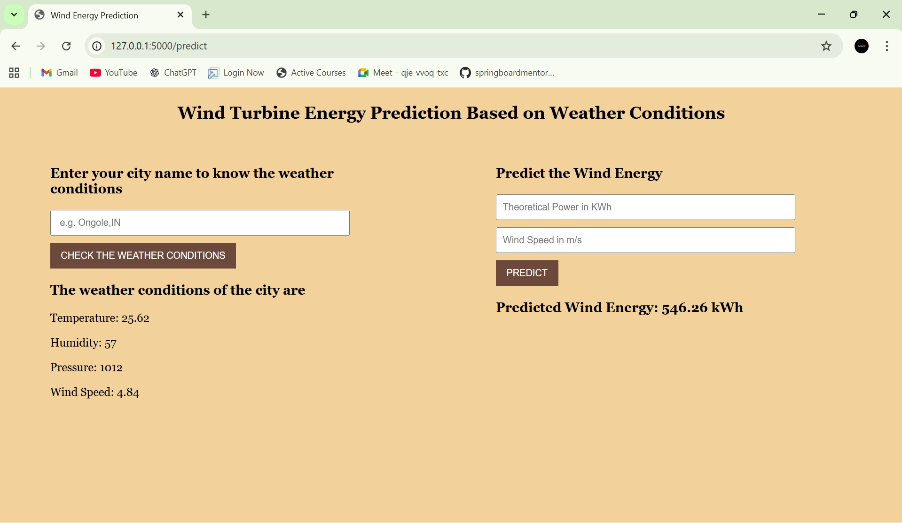 Wind Energy Prediction
127.0.0.1:5000/predict
Gmail
YouTube
ChatGPT
Login Now
Active Courses
Meet - qje-vvoq-txc
springboardmentor...
Wind Turbine Energy Prediction Based on Weather Conditions
Enter your city name to know the weather
conditions
e.g. Ongole,IN
CHECK THE WEATHER CONDITIONS
The weather conditions of the city are
Temperature: 25.62
Humidity: 57
Pressure: 1012
Wind Speed: 4.84
Predict the Wind Energy
Theoretical Power in KWh
Wind Speed in m/s
PREDICT
Predicted Wind Energy: 546.26 kWh